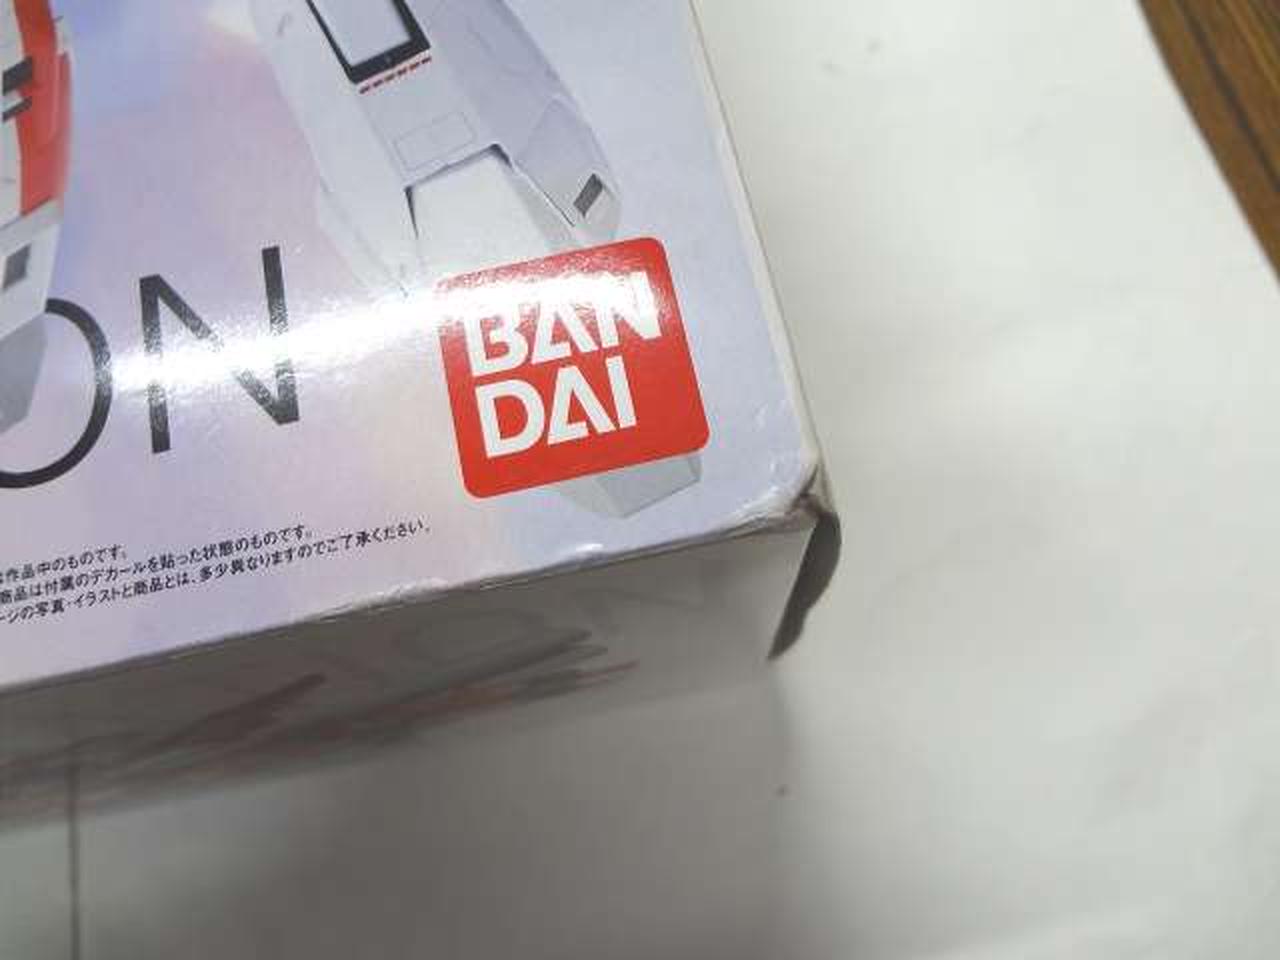 ON
BAN
DAI
作品中のものです。
商品は付属のデカールを貼った状態のものです。
ージの写真・イラストと商品とは、多少異なりますのでご了承ください。